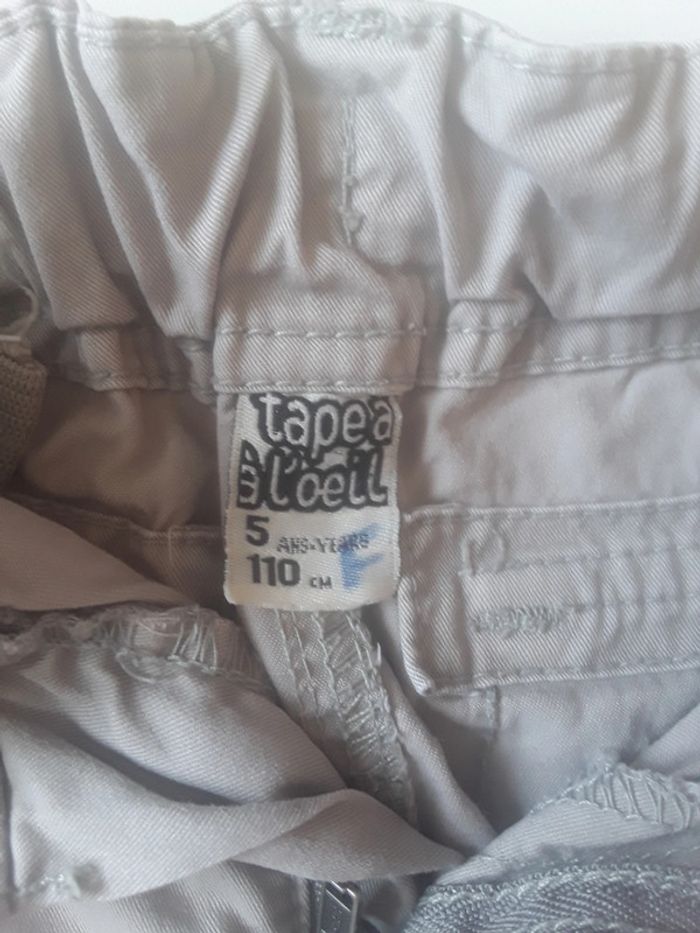 tape à
l'oeil
5 ANS-YEARS
110 CM F